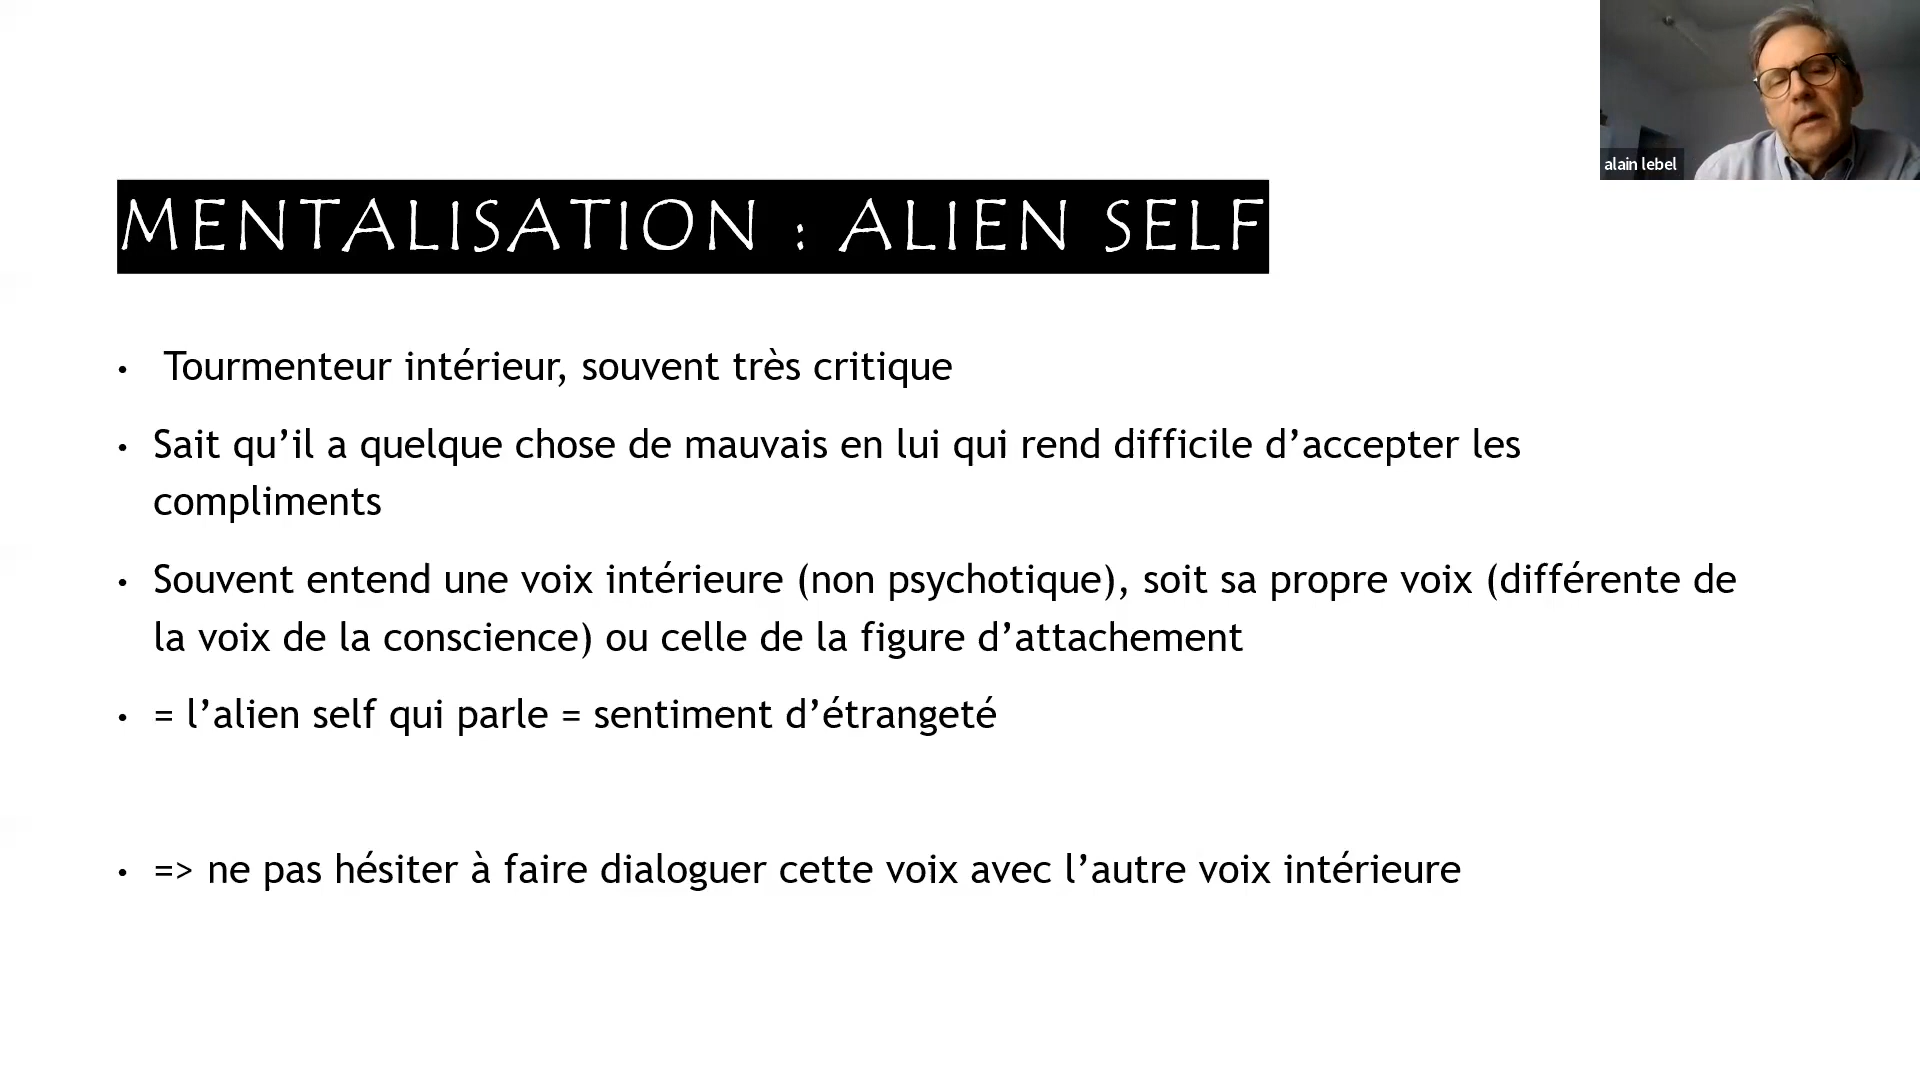 alain lebel
MENTALISATION : ALIEN SELF
• Tourmenteur intérieur, souvent très critique
• Sait qu’il a quelque chose de mauvais en lui qui rend difficile d’accepter les
compliments
• Souvent entend une voix intérieure (non psychotique), soit sa propre voix (différente de
la voix de la conscience) ou celle de la figure d’attachement
• = l’alien self qui parle = sentiment d’étrangeté
• => ne pas hésiter à faire dialoguer cette voix avec l’autre voix intérieure